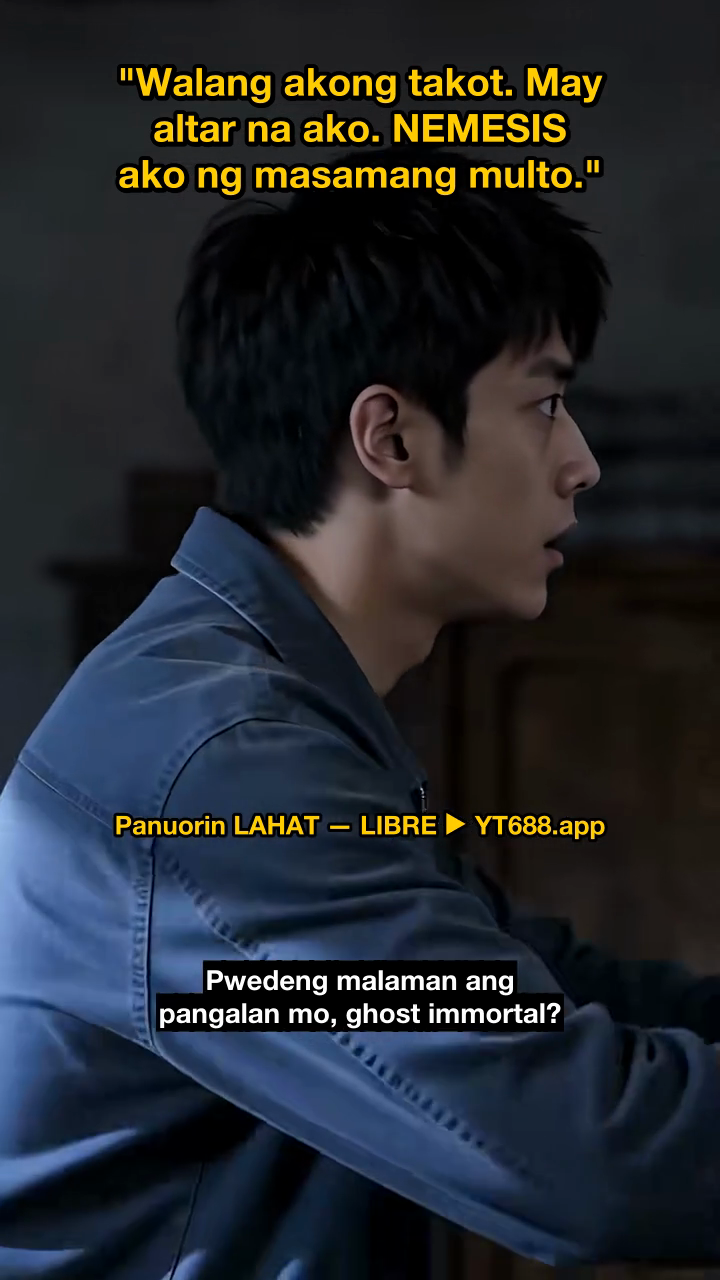 "Walang akong takot. May
altar na ako. NEMESIS
ako ng masamang multo."
Panuorin LAHAT — LIBRE ▶ YT688.app
Pwedeng malaman ang
pangalan mo, ghost immortal?